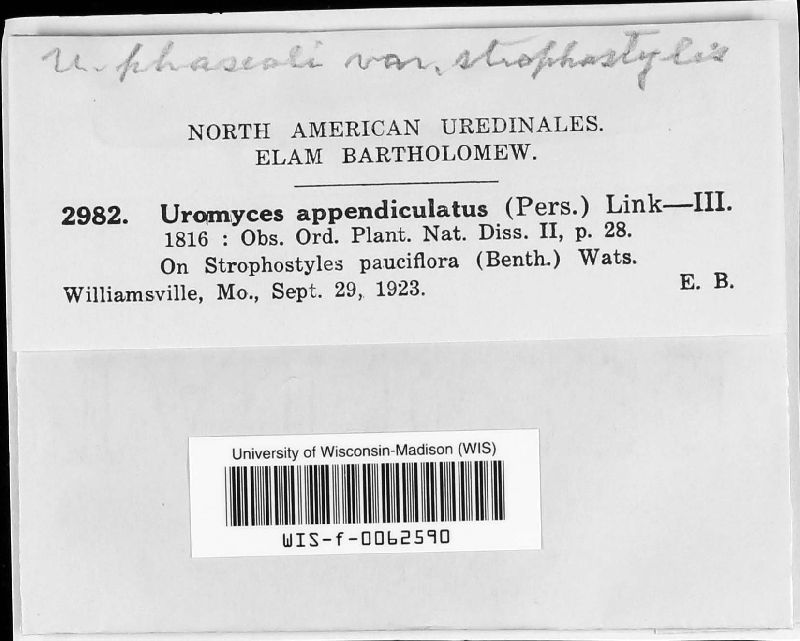 U. phaseoli var. strophostylis
NORTH AMERICAN UREDINALES.
ELAM BARTHOLOMEW.
2982. Uromyces appendiculatus (Pers.) Link—III.
1816 : Obs. Ord. Plant. Nat. Diss. II, p. 28.
On Strophostyles pauciflora (Benth.) Wats.
Williamsville, Mo., Sept. 29, 1923. E. B.
University of Wisconsin-Madison (WIS)
WIS-f-0062590